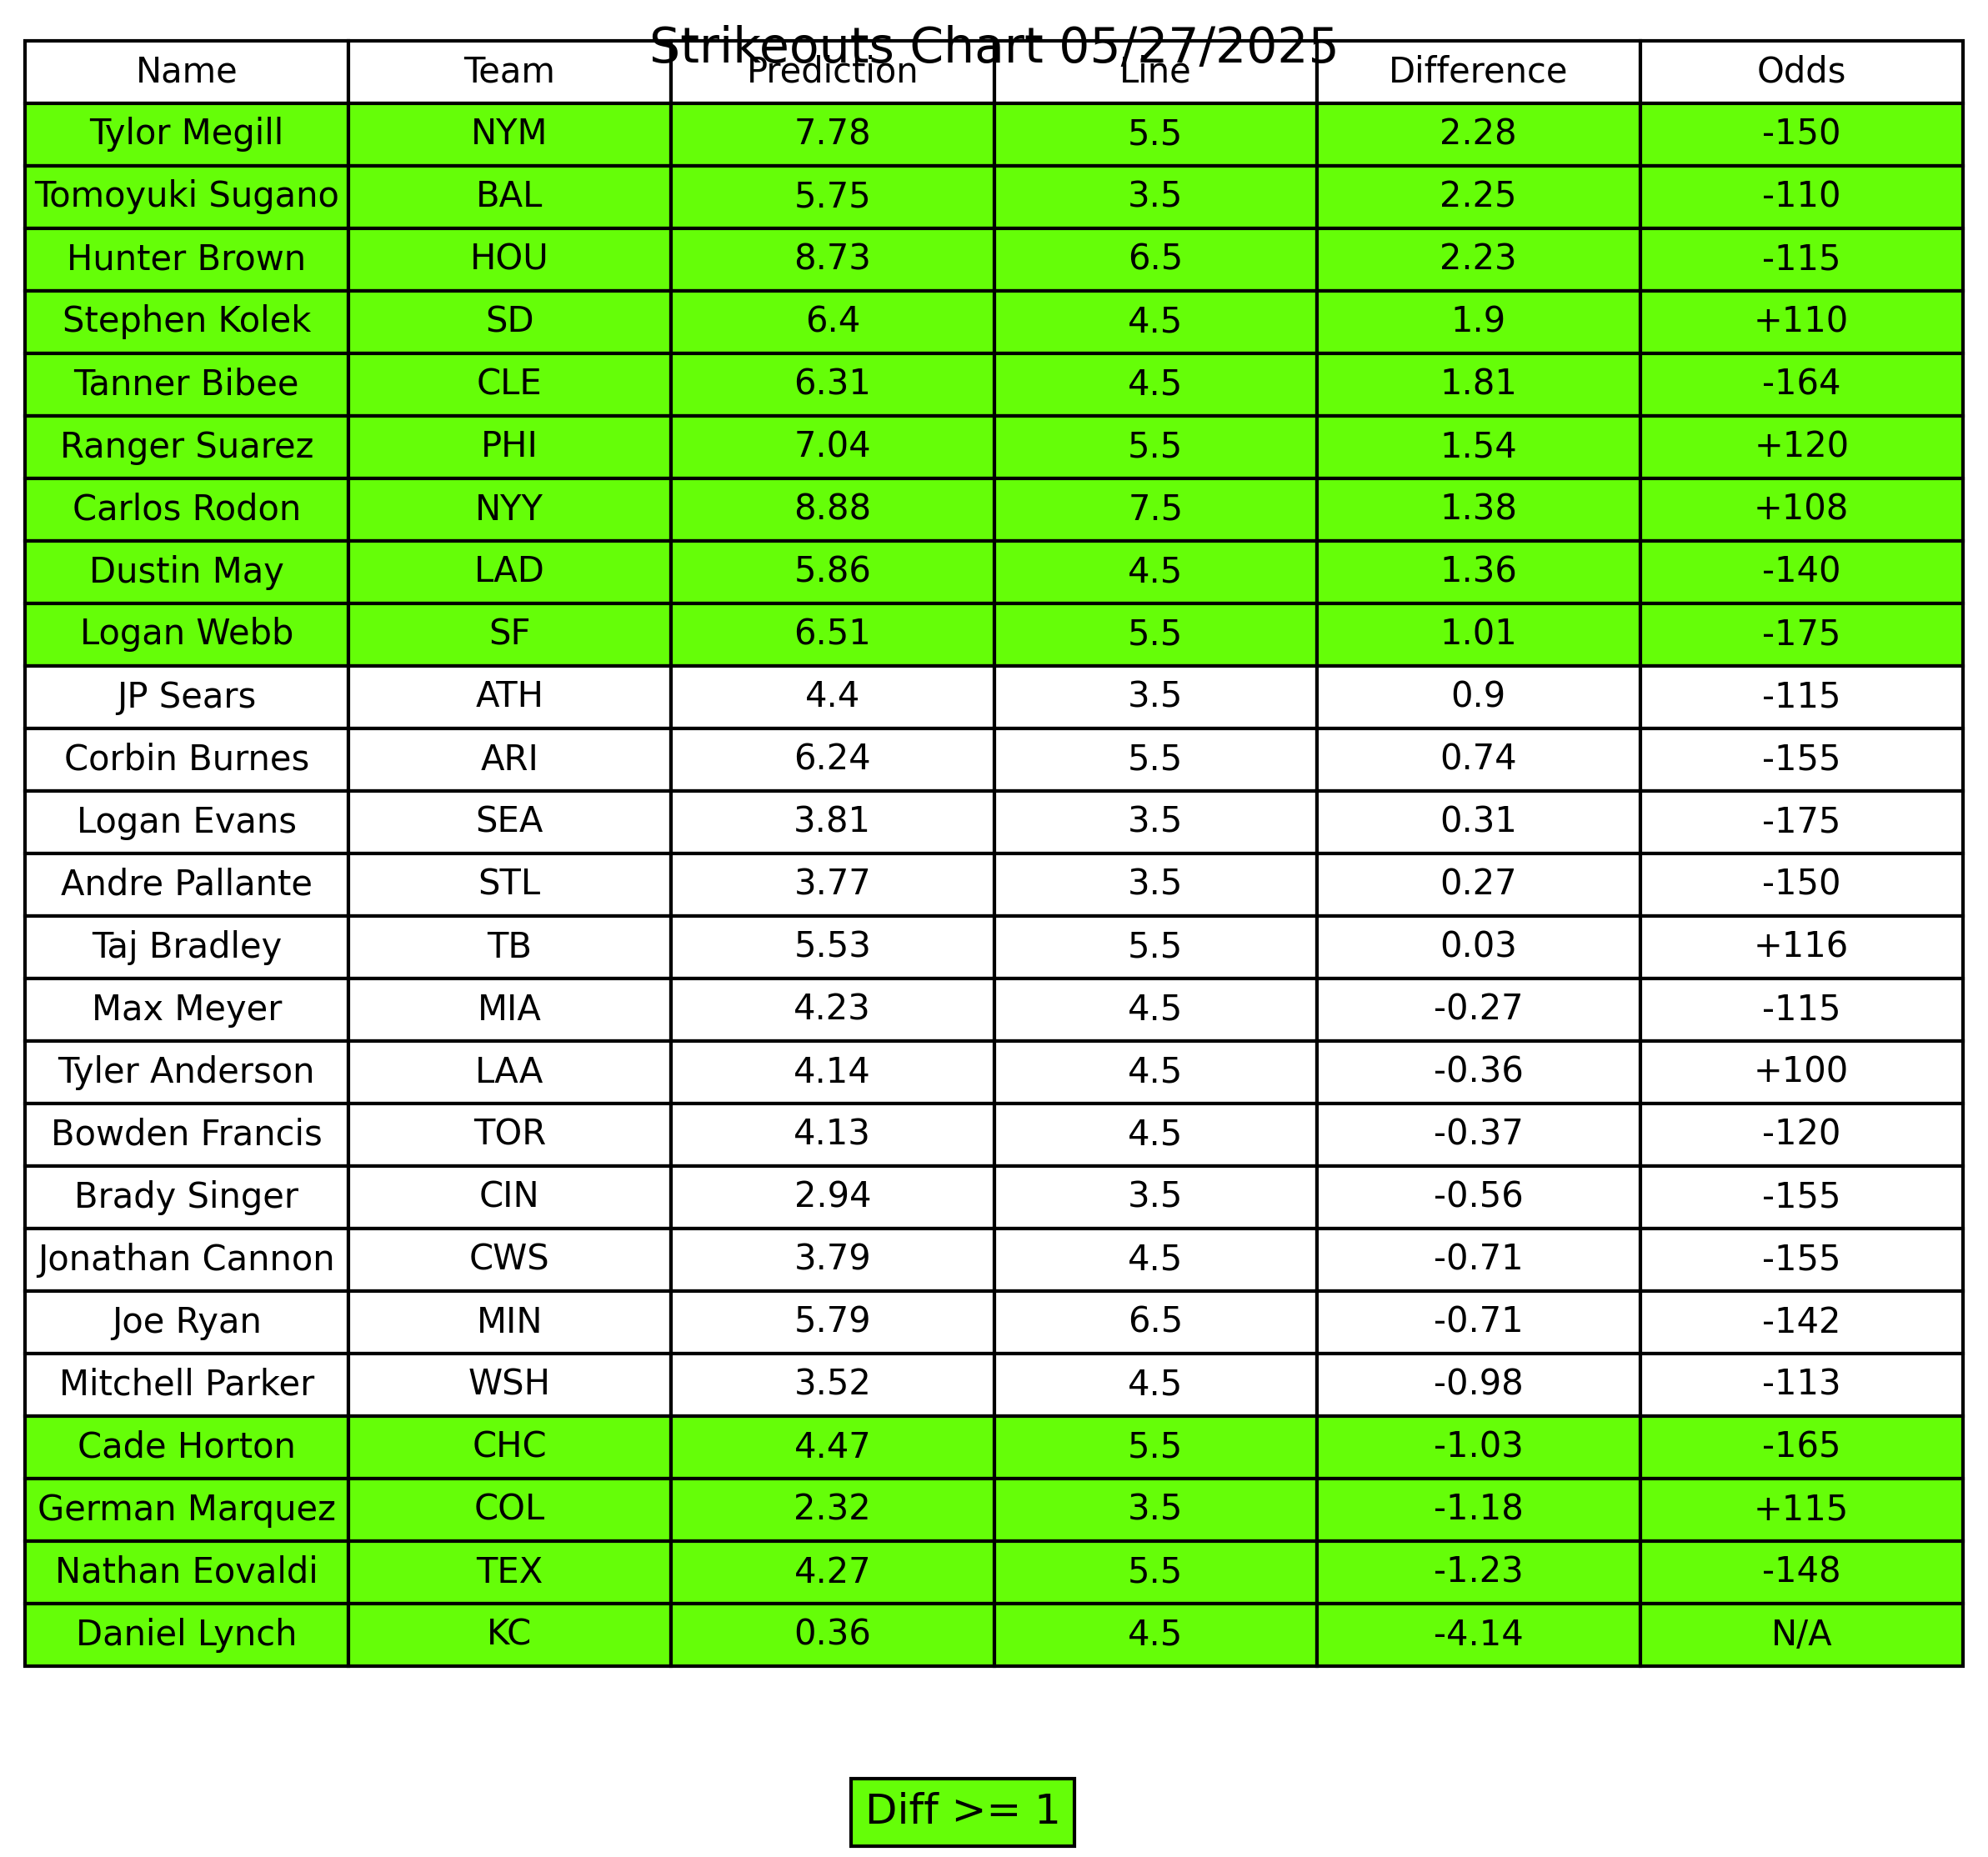 Strikeouts Chart 05/27/2025
Name Team Prediction Line Difference Odds
Tylor Megill NYM 7.78 5.5 2.28 -150
Tomoyuki Sugano BAL 5.75 3.5 2.25 -110
Hunter Brown HOU 8.73 6.5 2.23 -115
Stephen Kolek SD 6.4 4.5 1.9 +110
Tanner Bibee CLE 6.31 4.5 1.81 -164
Ranger Suarez PHI 7.04 5.5 1.54 +120
Carlos Rodon NYY 8.88 7.5 1.38 +108
Dustin May LAD 5.86 4.5 1.36 -140
Logan Webb SF 6.51 5.5 1.01 -175
JP Sears ATH 4.4 3.5 0.9 -115
Corbin Burnes ARI 6.24 5.5 0.74 -155
Logan Evans SEA 3.81 3.5 0.31 -175
Andre Pallante STL 3.77 3.5 0.27 -150
Taj Bradley TB 5.53 5.5 0.03 +116
Max Meyer MIA 4.23 4.5 -0.27 -115
Tyler Anderson LAA 4.14 4.5 -0.36 +100
Bowden Francis TOR 4.13 4.5 -0.37 -120
Brady Singer CIN 2.94 3.5 -0.56 -155
Jonathan Cannon CWS 3.79 4.5 -0.71 -155
Joe Ryan MIN 5.79 6.5 -0.71 -142
Mitchell Parker WSH 3.52 4.5 -0.98 -113
Cade Horton CHC 4.47 5.5 -1.03 -165
German Marquez COL 2.32 3.5 -1.18 +115
Nathan Eovaldi TEX 4.27 5.5 -1.23 -148
Daniel Lynch KC 0.36 4.5 -4.14 N/A
Diff >= 1